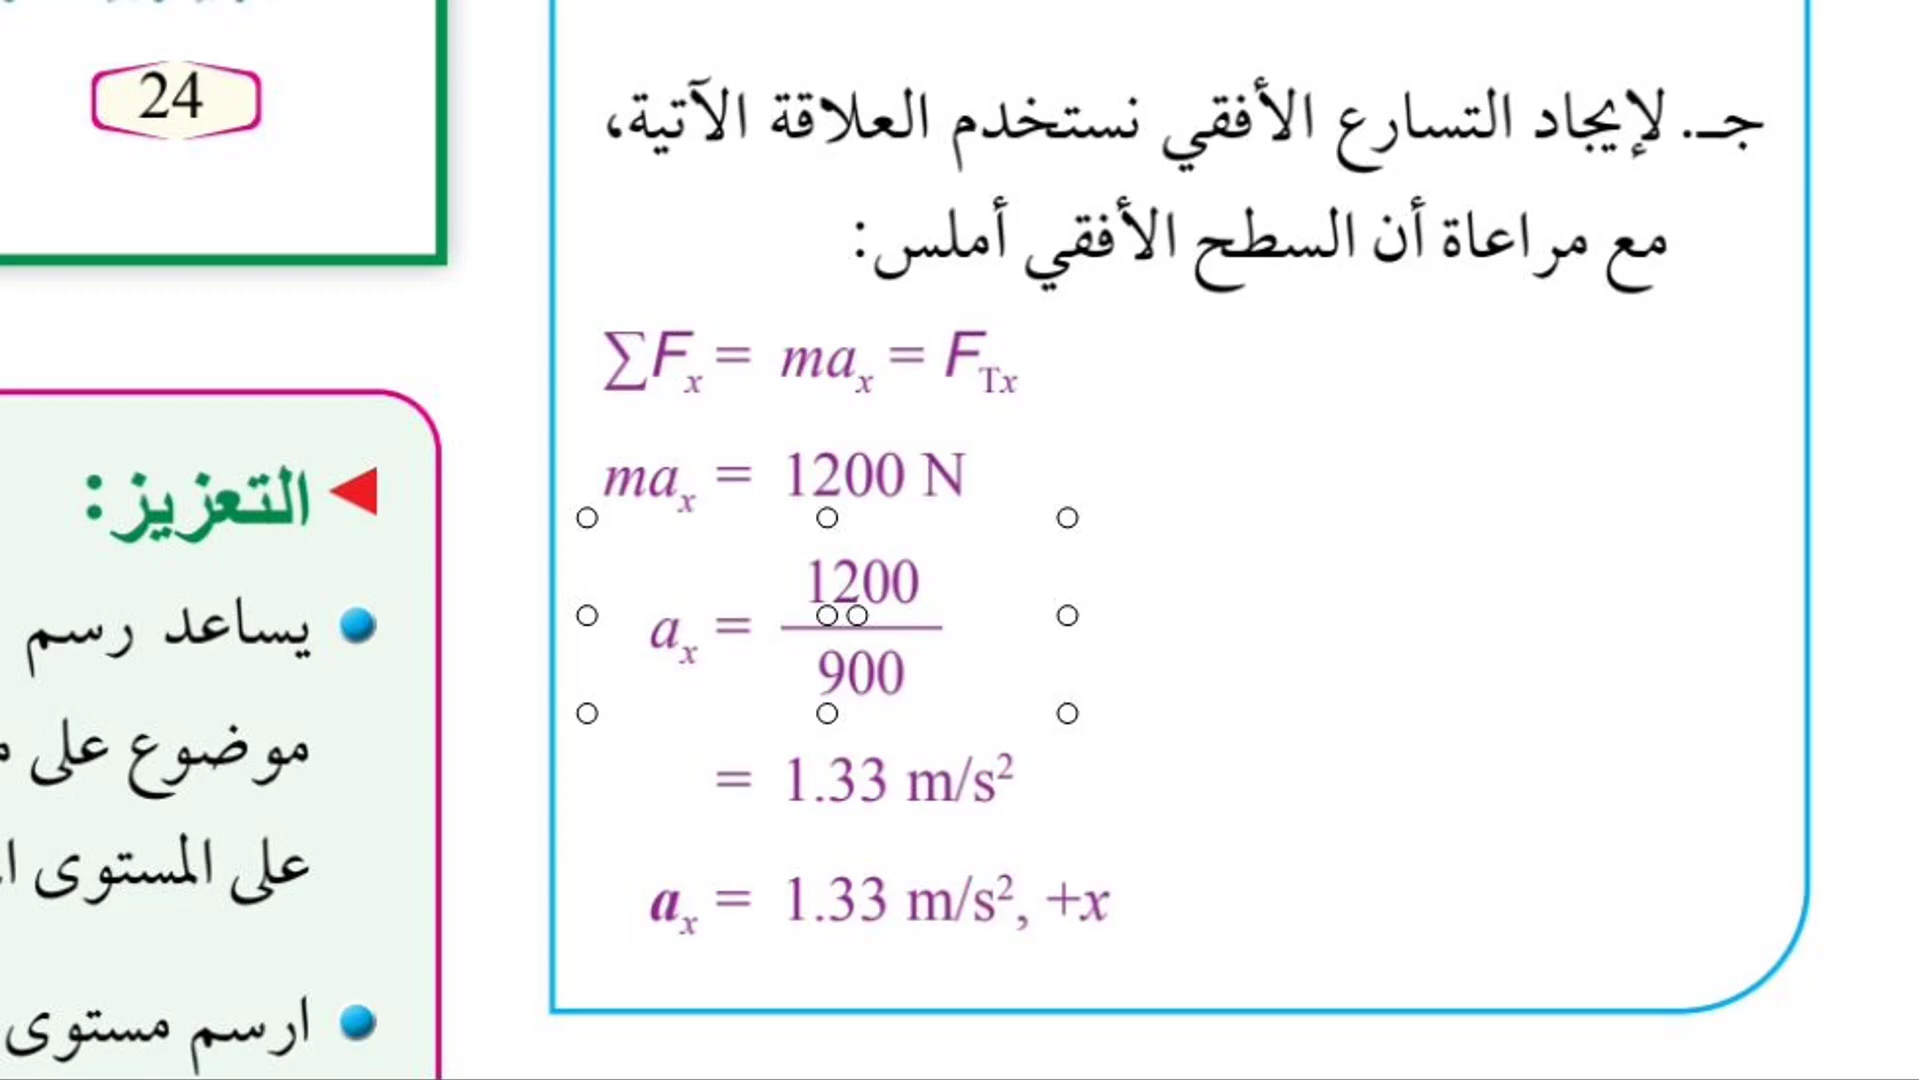 جـ. لإيجاد التسارع الأفقي نستخدم العلاقة الآتية،
مع مراعاة أن السطح الأفقي أملس:
∑Fx = max = FTx
max = 1200 N
ax = 1200/900
= 1.33 m/s²
ax = 1.33 m/s², +x
24
التعزيز:
يساعد رسم
موضوع على
على المستوى
ارسم مستوى